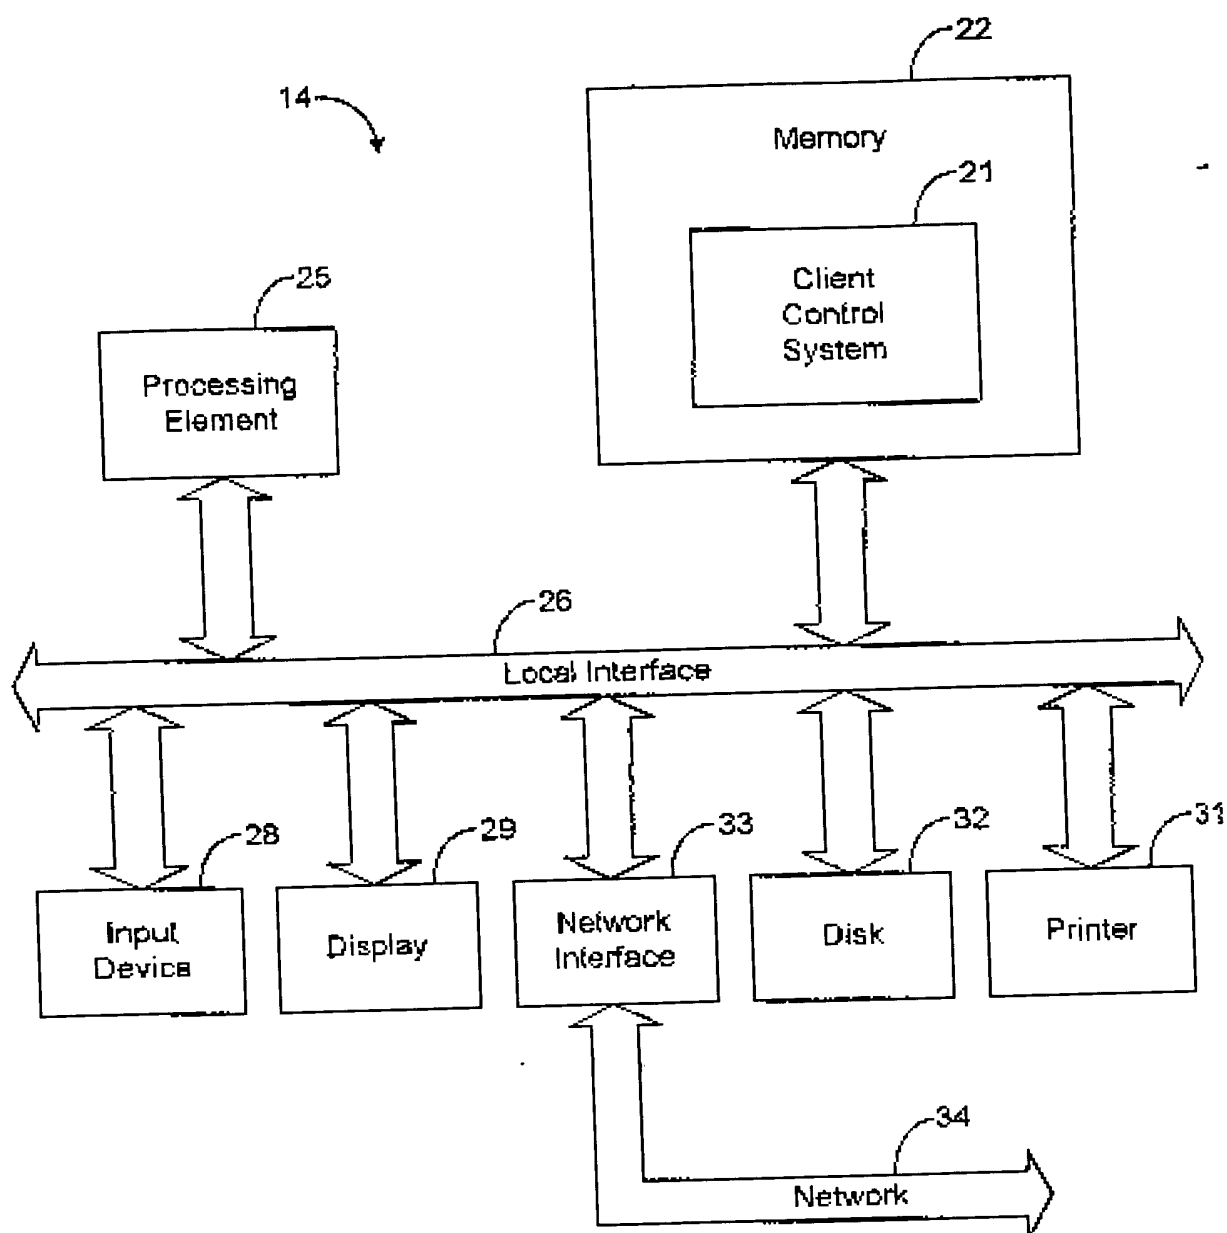 22
14
Memory
21
Client
Control
System
25
Processing
Element
26
Local Interface
28
29
33
32
31
Input
Device
Display
Network
Interface
Disk
Printer
34
Network